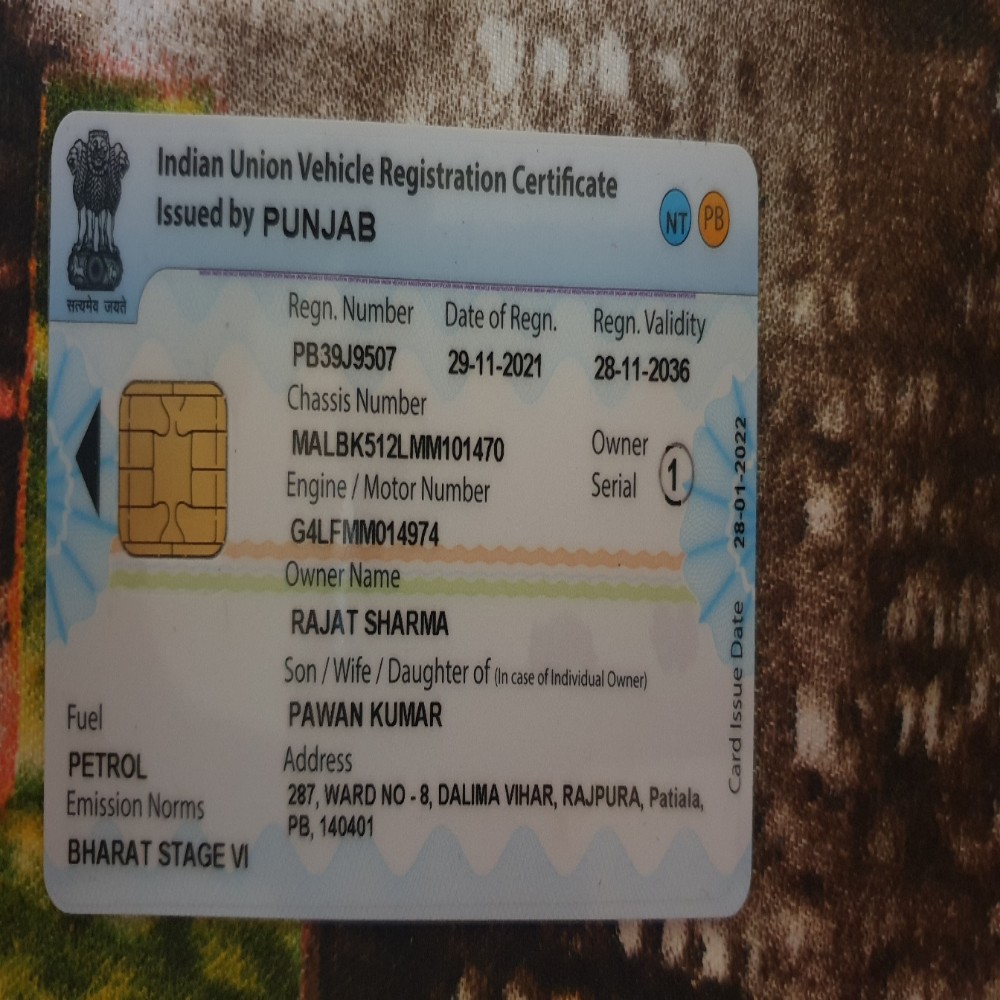 Indian Union Vehicle Registration Certificate
Issued by PUNJAB
NT PB
सत्यमेव जयते
Regn. Number Date of Regn. Regn. Validity
PB39J9507 29-11-2021 28-11-2036
Chassis Number
MALBK512LMM101470
Owner
Serial 1
Engine / Motor Number
G4LFMM014974
Owner Name
RAJAT SHARMA
Son / Wife / Daughter of (In case of Individual Owner)
PAWAN KUMAR
Fuel
PETROL
Emission Norms
BHARAT STAGE VI
Address
287, WARD NO - 8, DALIMA VIHAR, RAJPURA, Patiala,
PB, 140401
Card Issue Date 28-01-2022